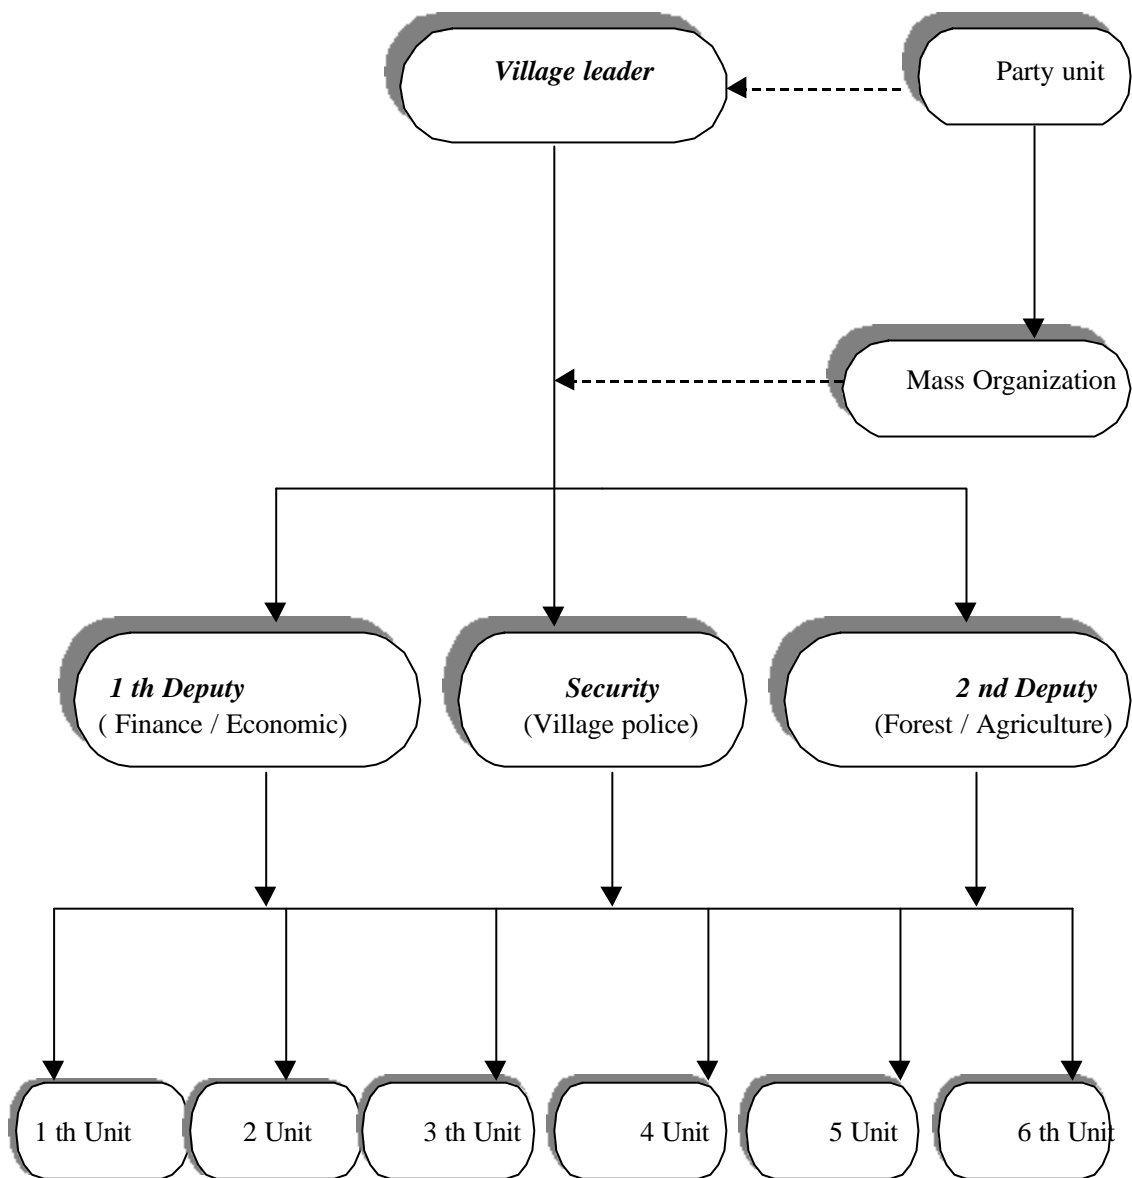 Village leader
Party unit
Mass Organization
1 th Deputy
( Finance / Economic)
Security
(Village police)
2 nd Deputy
(Forest / Agriculture)
1 th Unit
2 Unit
3 th Unit
4 Unit
5 Unit
6 th Unit